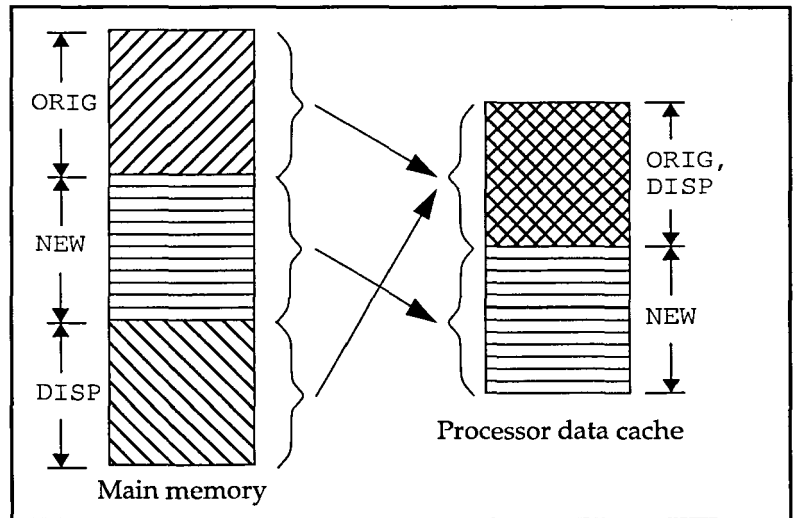 ORIG
NEW
DISP
Main memory
ORIG,
DISP
NEW
Processor data cache